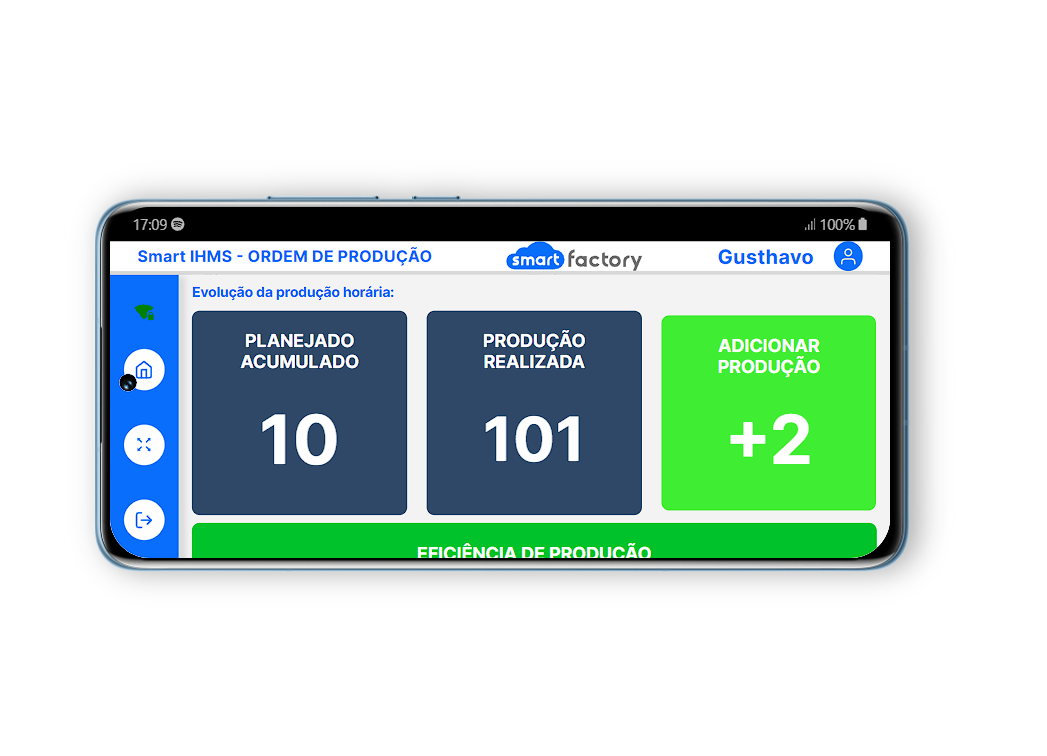 17:09
100%
Smart IHMS - ORDEM DE PRODUÇÃO
smart factory
Gusthavo
Evolução da produção horária:
PLANEJADO
ACUMULADO
10
PRODUÇÃO
REALIZADA
101
ADICIONAR
PRODUÇÃO
+2
EFICIÊNCIA DE PRODUÇÃO